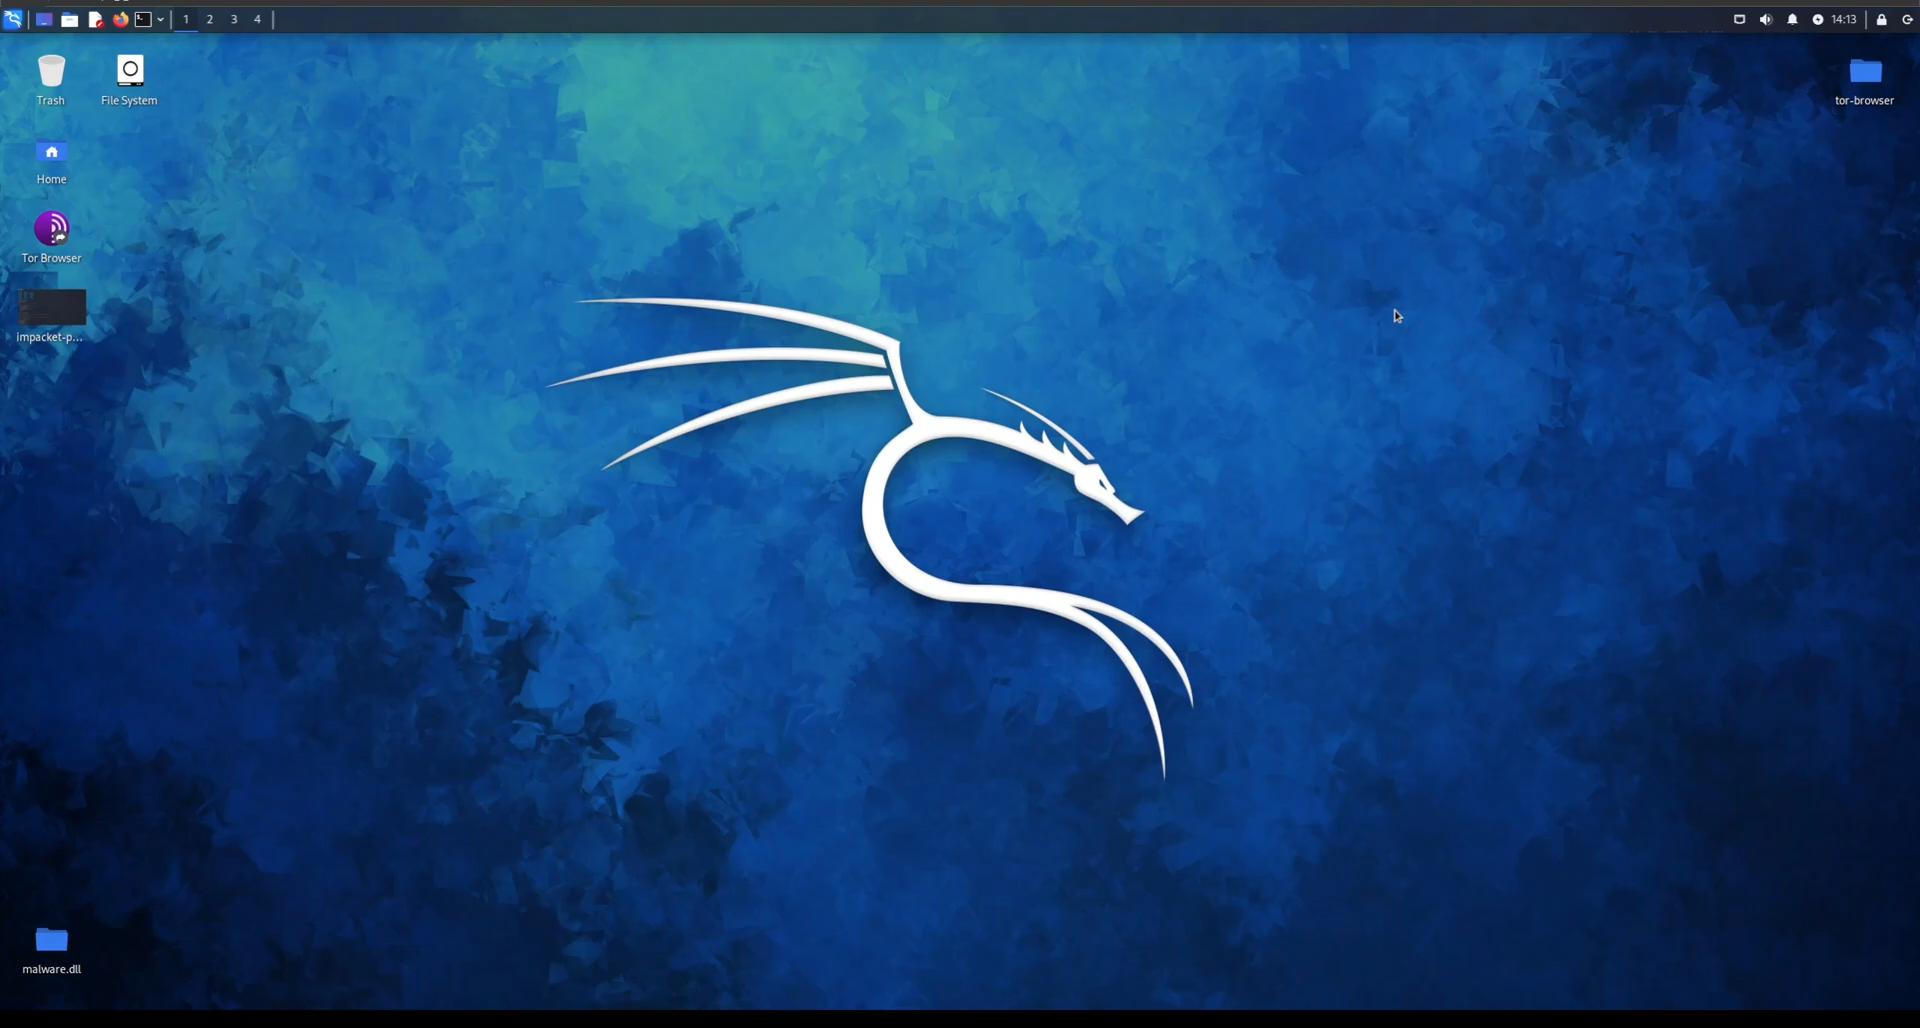 1 2 3 4
14:13
Trash
File System
tor-browser
Home
Tor Browser
impacket-p...
malware.dll